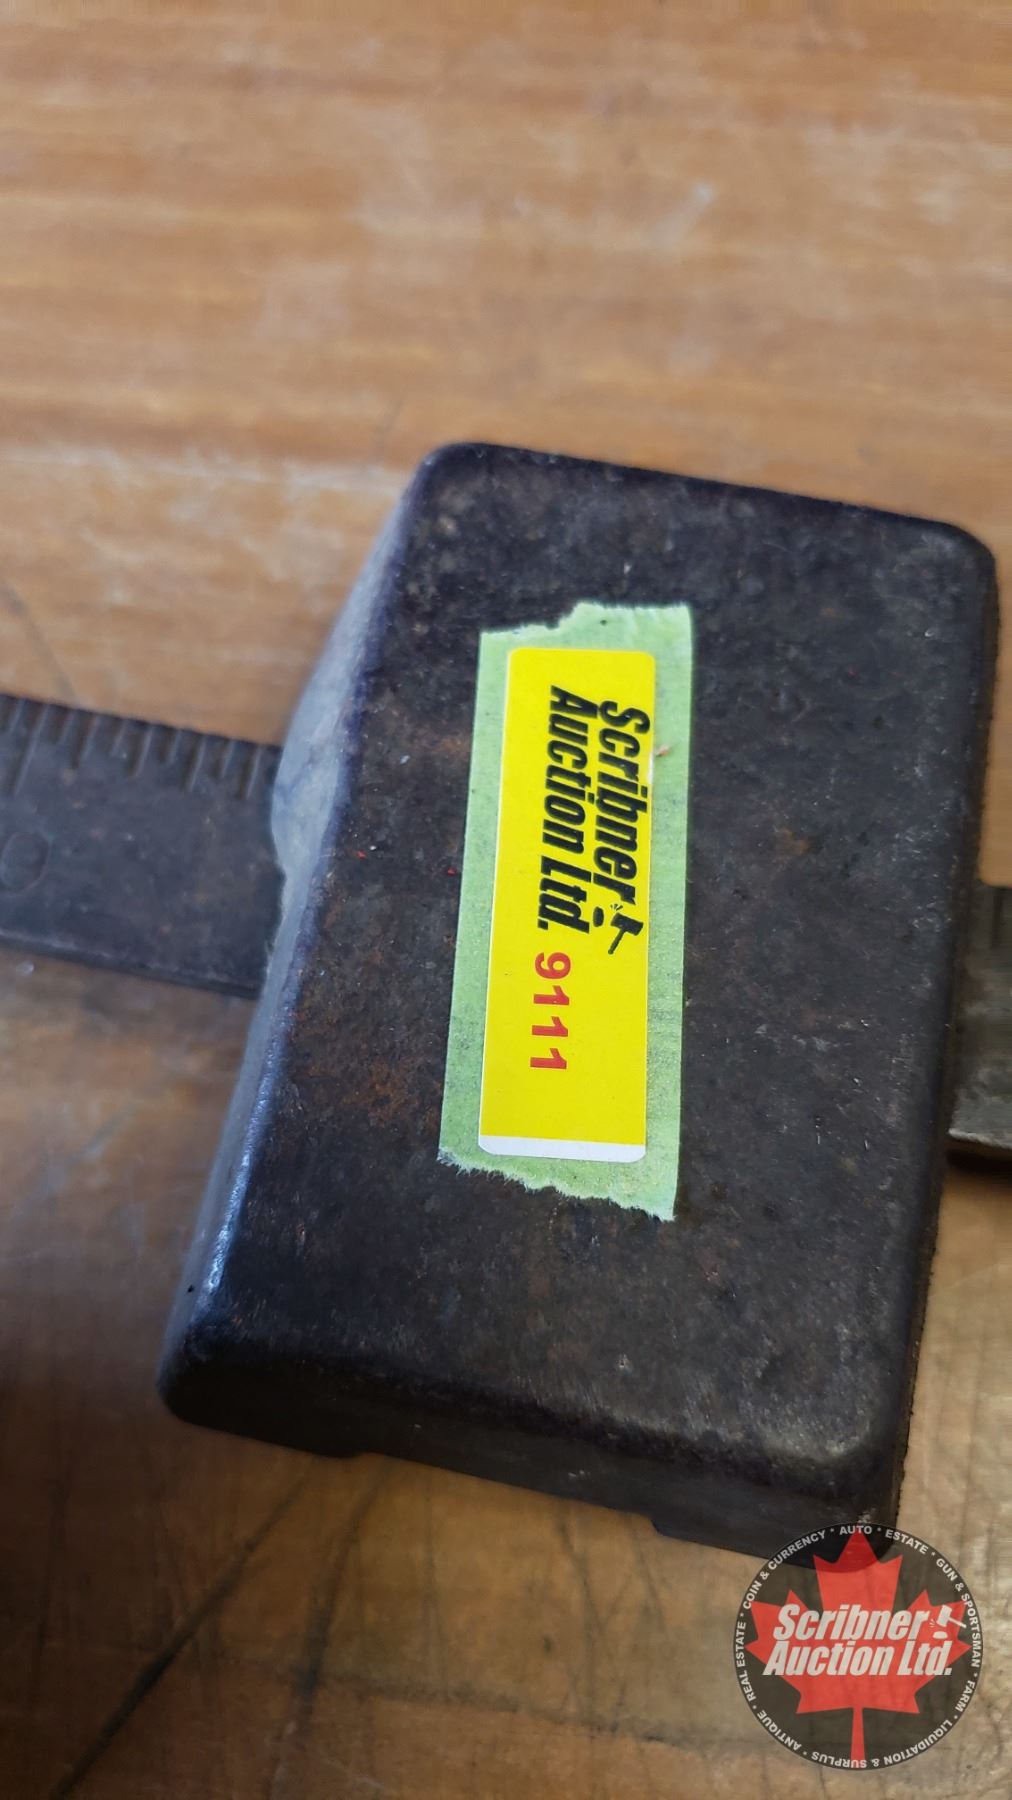 Scribner
Auction Ltd. 9111
0
COIN & CURRENCY * AUTO * ESTATE * GUN & SPORTSMAN * FARM * LIQUIDATION & SURPLUS * ANTIQUE * REAL ESTATE *
Scribner
Auction Ltd.